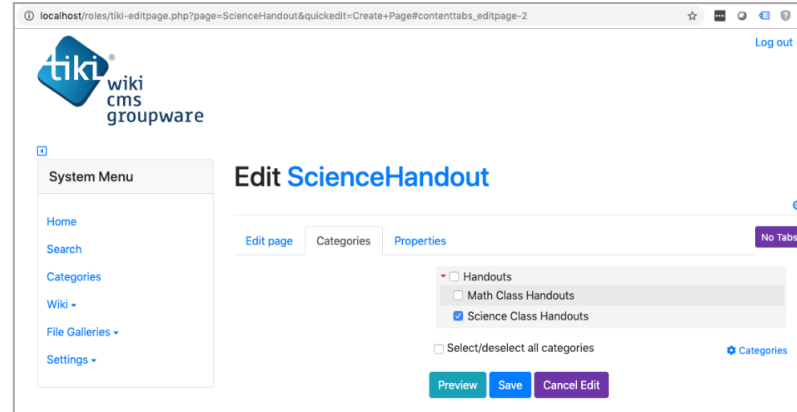 localhost/roles/tiki-editpage.php?page=ScienceHandout&quickedit=Create+Page#contenttabs_editpage-2
Log out
tiki®
wiki
cms
groupware
System Menu
Home
Search
Categories
Wiki
File Galleries
Settings
Edit ScienceHandout
Edit page Categories Properties
No Tabs
Handouts
Math Class Handouts
Science Class Handouts
Select/deselect all categories
Categories
Preview Save Cancel Edit